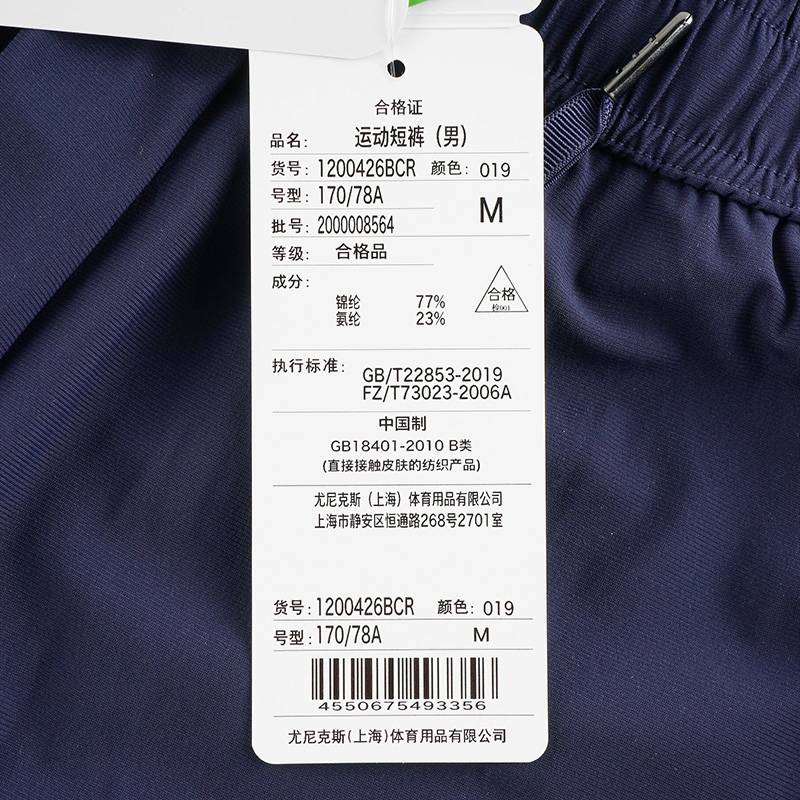 合格证
品名: 运动短裤（男）
货号: 1200426BCR 颜色: 019
号型: 170/78A
M
批号: 2000008564
等级: 合格品
成分:
锦纶 77%
氨纶 23%
合格
检001
执行标准: GB/T22853-2019
FZ/T73023-2006A
中国制
GB18401-2010 B类
(直接接触皮肤的纺织产品)
尤尼克斯（上海）体育用品有限公司
上海市静安区恒通路268号2701室
货号: 1200426BCR 颜色: 019
号型: 170/78A M
4550675493356
尤尼克斯(上海)体育用品有限公司